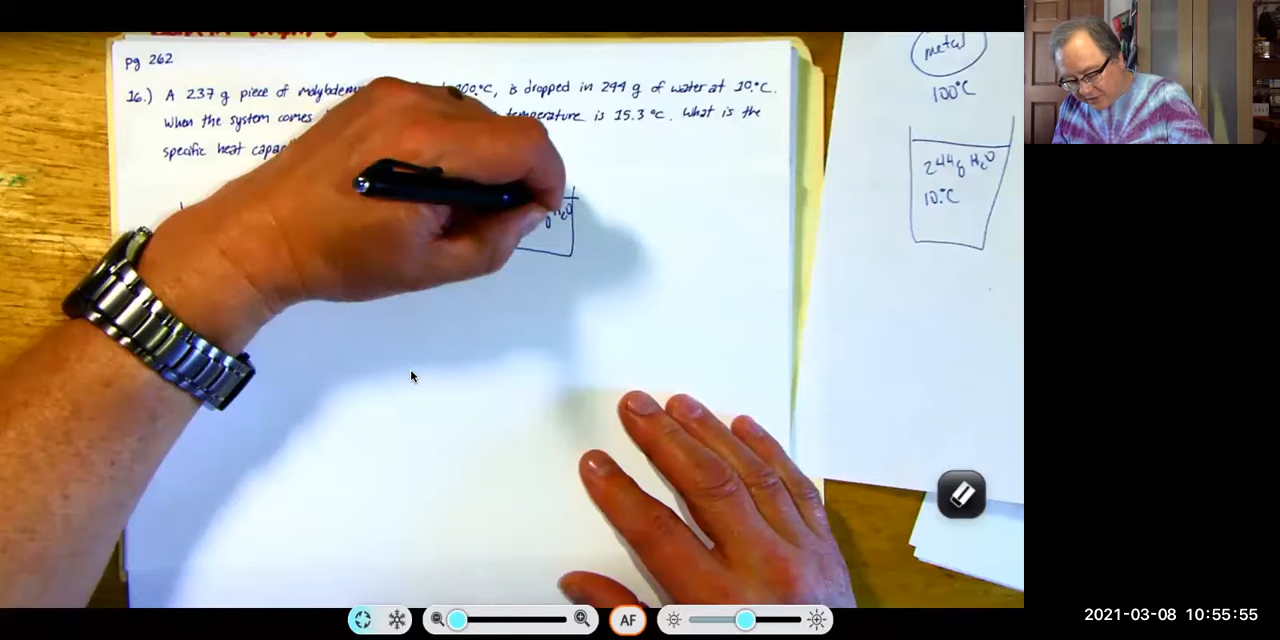 Pg 262
16.) A 237 g piece of molybdenu 100.°C, is dropped in 244 g of water at 10.°C.
When the system comes temperature is 15.3 °C. What is the
specific heat capa
g H2O
metal
100°C
244g H2O
10.°C
AF
2021-03-08 10:55:55